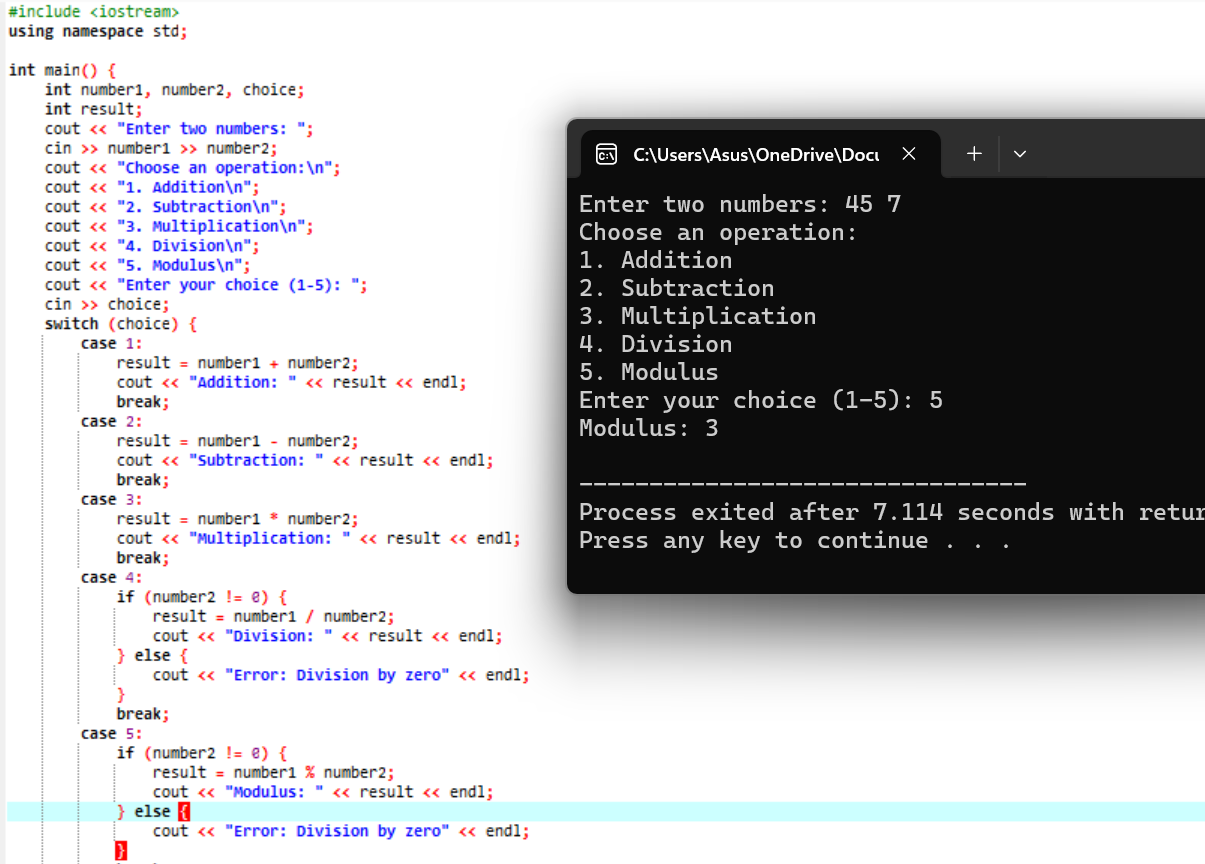 #include <iostream>
using namespace std;
int main() {
int number1, number2, choice;
int result;
cout << "Enter two numbers: ";
cin >> number1 >> number2;
cout << "Choose an operation:\n";
cout << "1. Addition\n";
cout << "2. Subtraction\n";
cout << "3. Multiplication\n";
cout << "4. Division\n";
cout << "5. Modulus\n";
cout << "Enter your choice (1-5): ";
cin >> choice;
switch (choice) {
case 1:
result = number1 + number2;
cout << "Addition: " << result << endl;
break;
case 2:
result = number1 - number2;
cout << "Subtraction: " << result << endl;
break;
case 3:
result = number1 * number2;
cout << "Multiplication: " << result << endl;
break;
case 4:
if (number2 != 0) {
result = number1 / number2;
cout << "Division: " << result << endl;
} else {
cout << "Error: Division by zero" << endl;
}
break;
case 5:
if (number2 != 0) {
result = number1 % number2;
cout << "Modulus: " << result << endl;
} else {
cout << "Error: Division by zero" << endl;
}
C:\Users\Asus\OneDrive\Docu
Enter two numbers: 45 7
Choose an operation:
1. Addition
2. Subtraction
3. Multiplication
4. Division
5. Modulus
Enter your choice (1-5): 5
Modulus: 3
--------------------------------
Process exited after 7.114 seconds with retur
Press any key to continue . . .